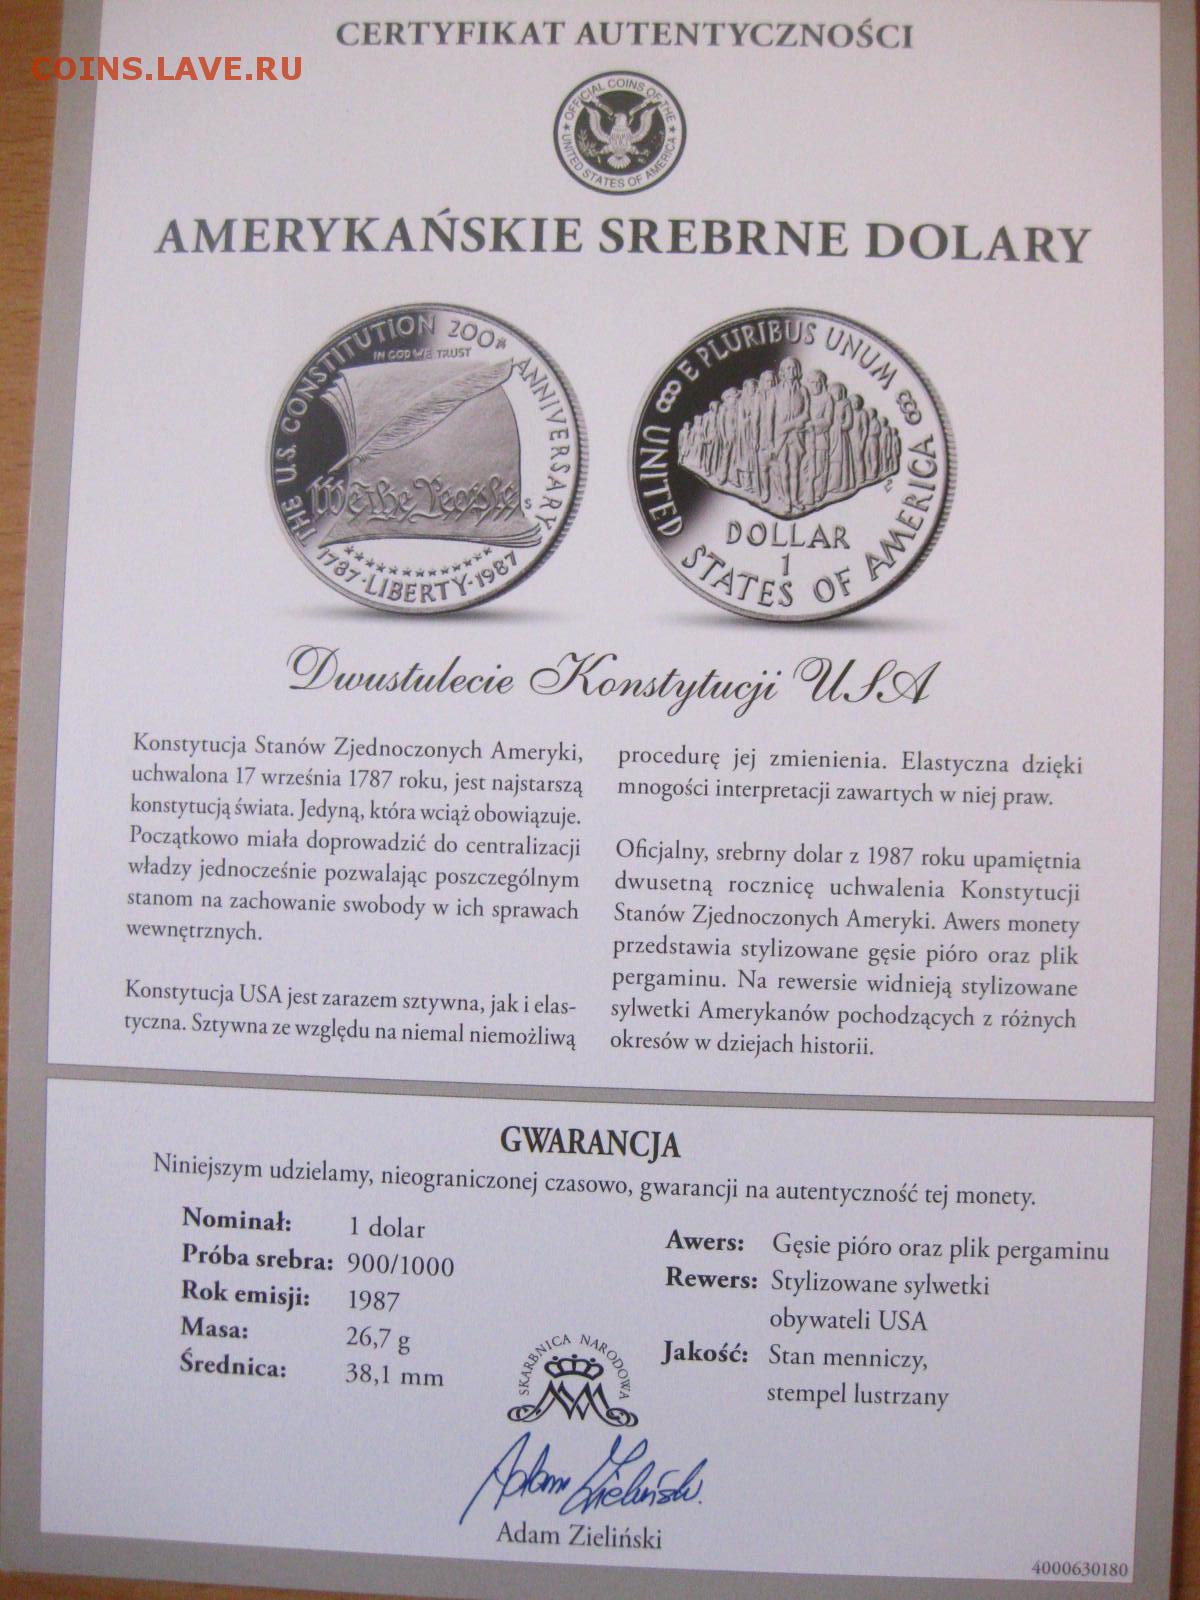 CERTYFIKAT AUTENTYCZNOŚCI
COINS.LAVE.RU
OFFICIAL COINS OF THE
UNITED STATES OF AMERICA
AMERYKAŃSKIE SREBRNE DOLARY
THE U.S. CONSTITUTION 200th ANNIVERSARY
IN GOD WE TRUST
We the People
S
1787·LIBERTY·1987
E PLURIBUS UNUM
DOLLAR
1
UNITED STATES OF AMERICA
Dwustulecie Konstytucji USA
Konstytucja Stanów Zjednoczonych Ameryki,
uchwalona 17 września 1787 roku, jest najstarszą
konstytucją świata. Jedyną, która wciąż obowiązuje.
Początkowo miała doprowadzić do centralizacji
władzy jednocześnie pozwalając poszczególnym
stanom na zachowanie swobody w ich sprawach
wewnętrznych.
Konstytucja USA jest zarazem sztywna, jak i elas-
tyczna. Sztywna ze względu na niemal niemożliwą
procedurę jej zmienienia. Elastyczna dzięki
mnogości interpretacji zawartych w niej praw.
Oficjalny, srebrny dolar z 1987 roku upamiętnia
dwusetną rocznicę uchwalenia Konstytucji
Stanów Zjednoczonych Ameryki. Awers monety
przedstawia stylizowane gęsie pióro oraz plik
pergaminu. Na rewersie widnieją stylizowane
sylwetki Amerykanów pochodzących z różnych
okresów w dziejach historii.
GWARANCJA
Niniejszym udzielamy, nieograniczonej czasowo, gwarancji na autentyczność tej monety.
Nominał: 1 dolar
Próba srebra: 900/1000
Rok emisji: 1987
Masa: 26,7 g
Średnica: 38,1 mm
Awers: Gęsie pióro oraz plik pergaminu
Rewers: Stylizowane sylwetki
obywateli USA
Jakość: Stan menniczy,
stempel lustrzany
SKARBNICA NARODOWA
Adam Zieliński
Adam Zieliński
4000630180